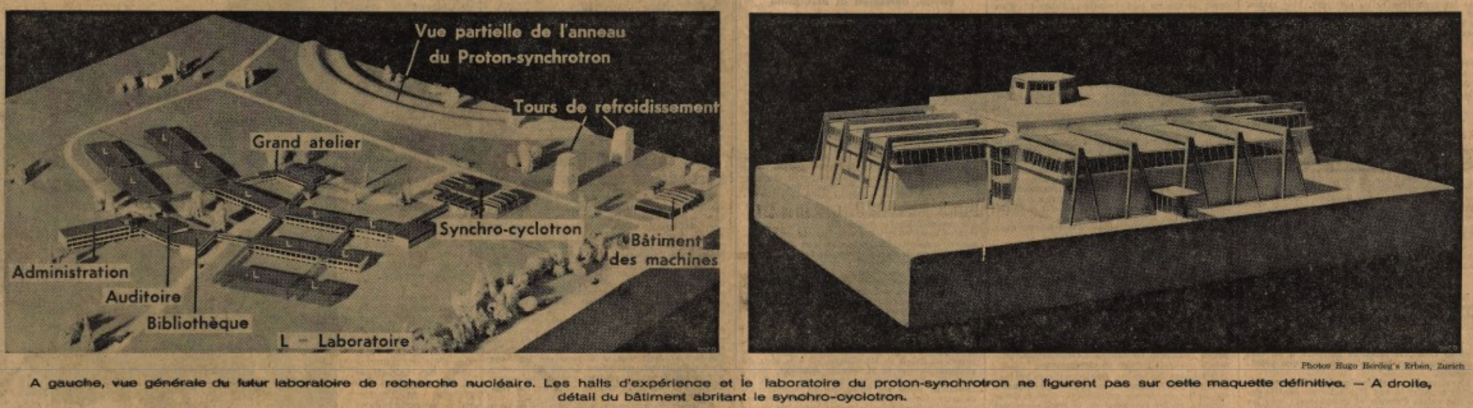 Vue partielle de l'anneau
du Proton-synchrotron
Tours de refroidissement
Grand atelier
L
L
L
L
L
L
L
L
L
Synchro-cyclotron
Bâtiment
des machines
Administration
Auditoire
Bibliothèque
L - Laboratoire
Photos Hugo Herdeg's Erben, Zurich
A gauche, vue générale du futur laboratoire de recherche nucléaire. Les halls d'expérience et le laboratoire du proton-synchrotron ne figurent pas sur cette maquette définitive. — A droite,
détail du bâtiment abritant le synchro-cyclotron.